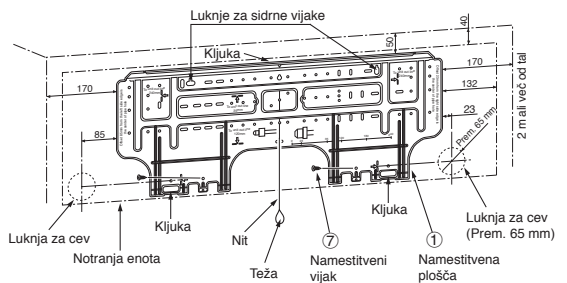 Luknje za sidrne vijake
Kljuka
40
50
170
170
132
23
85
Prem. 65 mm
2 m ali več od tal
Kljuka
Kljuka
Luknja za cev
Notranja enota
Nit
Teža
⑦
Namestitveni
vijak
①
Namestitvena
plošča
Luknja za cev
(Prem. 65 mm)